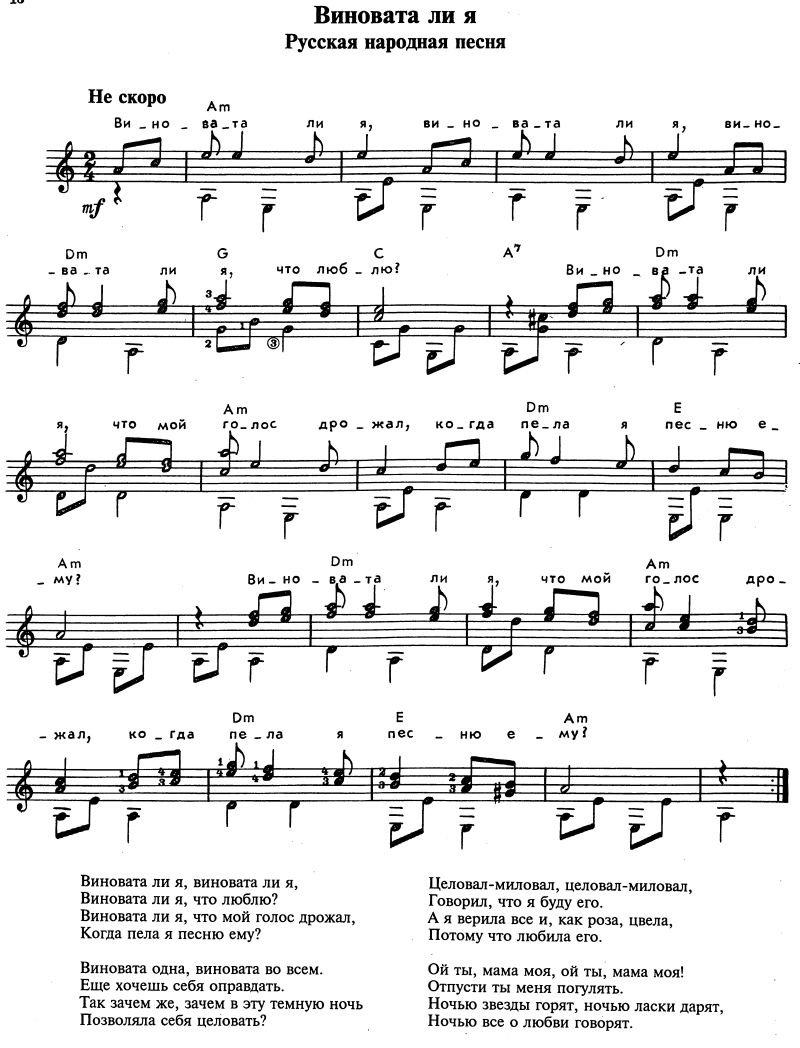 Виновата ли я
Русская народная песня
Не скоро
Am
Ви - но - ва - та ли я, ви - но - ва - та ли я, ви - но -
mf
Dm G C A7 Dm
- ва - та ли я, что люб - лю? Ви - но - ва - та ли
Am Dm E
я, что мой го - лос дро - жал, ко - гда пе - ла я пес - ню е -
Am Dm Am
- му? Ви - но - ва - та ли я, что мой го - лос дро -
Dm E Am
- жал, ко - гда пе - ла я пес - ню е - му?
Виновата ли я, виновата ли я,
Виновата ли я, что люблю?
Виновата ли я, что мой голос дрожал,
Когда пела я песню ему?
Виновата одна, виновата во всем.
Еще хочешь себя оправдать.
Так зачем же, зачем в эту темную ночь
Позволяла себя целовать?
Целовал-миловал, целовал-миловал,
Говорил, что я буду его.
А я верила все и, как роза, цвела,
Потому что любила его.
Ой ты, мама моя, ой ты, мама моя!
Отпусти ты меня погулять.
Ночью звезды горят, ночью ласки дарят,
Ночью все о любви говорят.